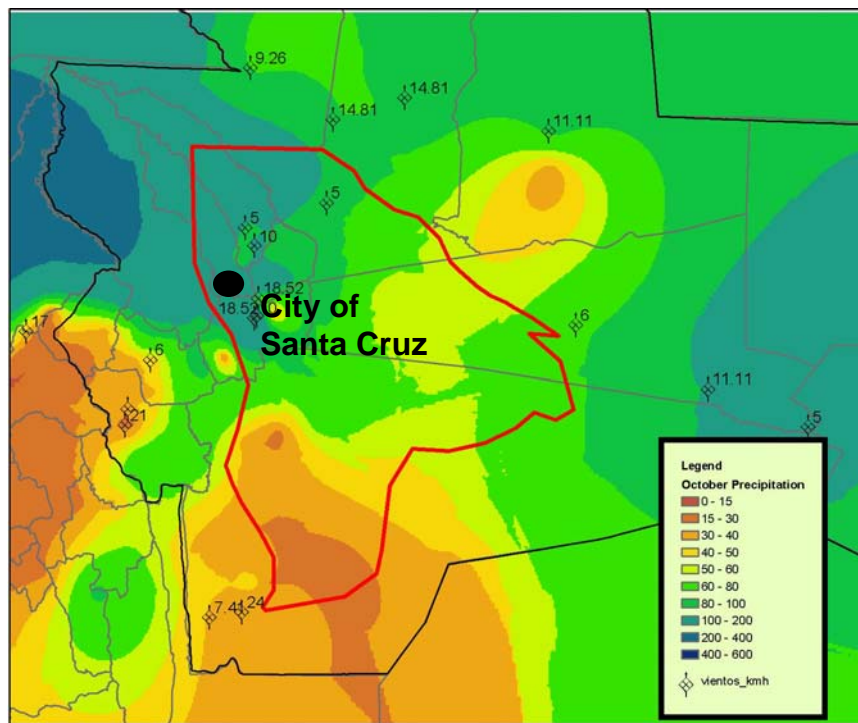 9.26
14.81
14.81
11.11
5
5
10
18.52
18.52
City of
Santa Cruz
17
6
6
11.11
5
21
7.41
24
Legend
October Precipitation
0 - 15
15 - 30
30 - 40
40 - 50
50 - 60
60 - 80
80 - 100
100 - 200
200 - 400
400 - 600
vientos_kmh